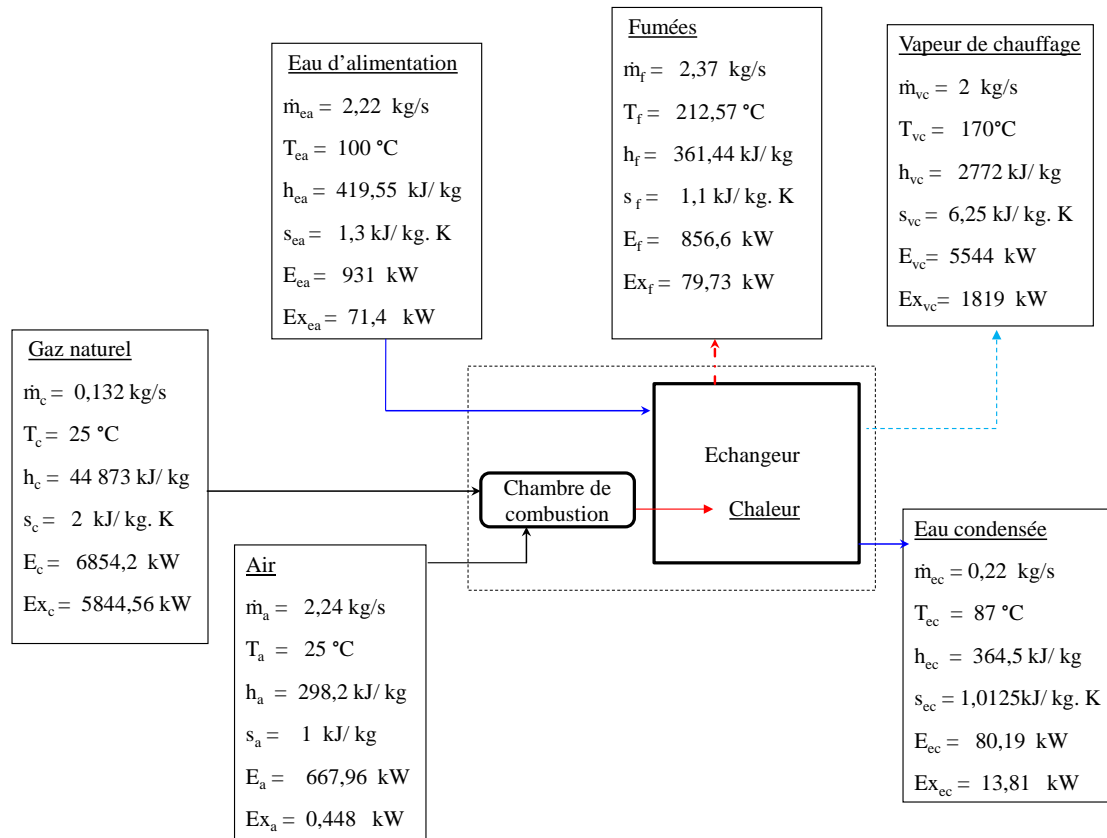 Eau d'alimentation
ṁea = 2,22 kg/s
Tea = 100 °C
hea = 419,55 kJ/ kg
sea = 1,3 kJ/ kg. K
Eea = 931 kW
Exea = 71,4 kW
Fumées
ṁf = 2,37 kg/s
Tf = 212,57 °C
hf = 361,44 kJ/ kg
s f = 1,1 kJ/ kg. K
Ef = 856,6 kW
Exf = 79,73 kW
Vapeur de chauffage
ṁvc = 2 kg/s
Tvc = 170°C
hvc = 2772 kJ/ kg
svc = 6,25 kJ/ kg. K
Evc = 5544 kW
Exvc = 1819 kW
Gaz naturel
ṁc = 0,132 kg/s
Tc = 25 °C
hc = 44 873 kJ/ kg
sc = 2 kJ/ kg. K
Ec = 6854,2 kW
Exc = 5844,56 kW
Chambre de
combustion
Echangeur
Chaleur
Air
ṁa = 2,24 kg/s
Ta = 25 °C
ha = 298,2 kJ/ kg
sa = 1 kJ/ kg
Ea = 667,96 kW
Exa = 0,448 kW
Eau condensée
ṁec = 0,22 kg/s
Tec = 87 °C
hec = 364,5 kJ/ kg
sec = 1,0125kJ/ kg. K
Eec = 80,19 kW
Exec = 13,81 kW